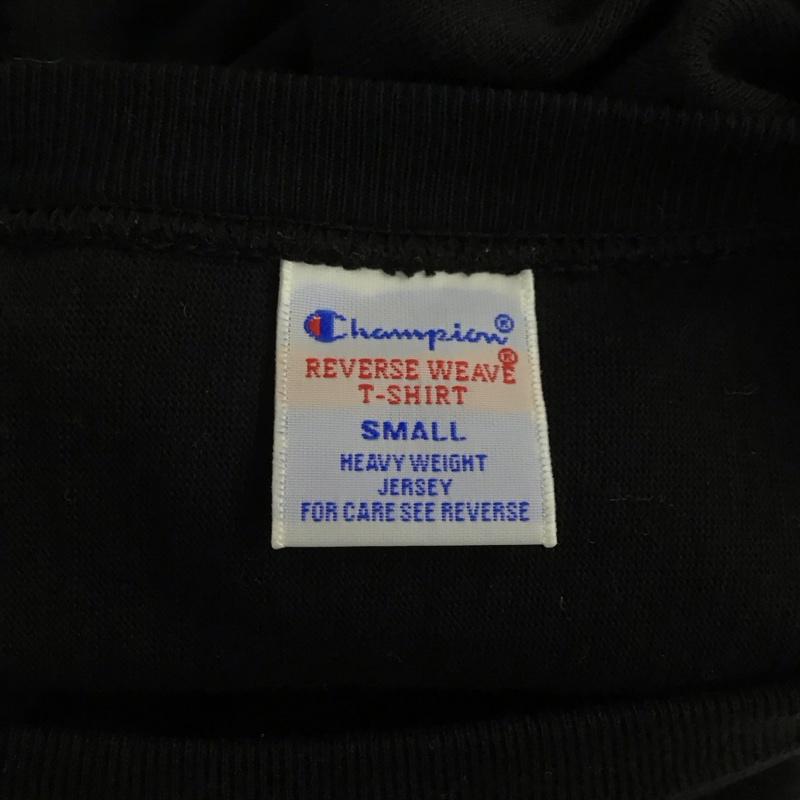 Champion®
REVERSE WEAVE®
T-SHIRT
SMALL
HEAVY WEIGHT
JERSEY
FOR CARE SEE REVERSE